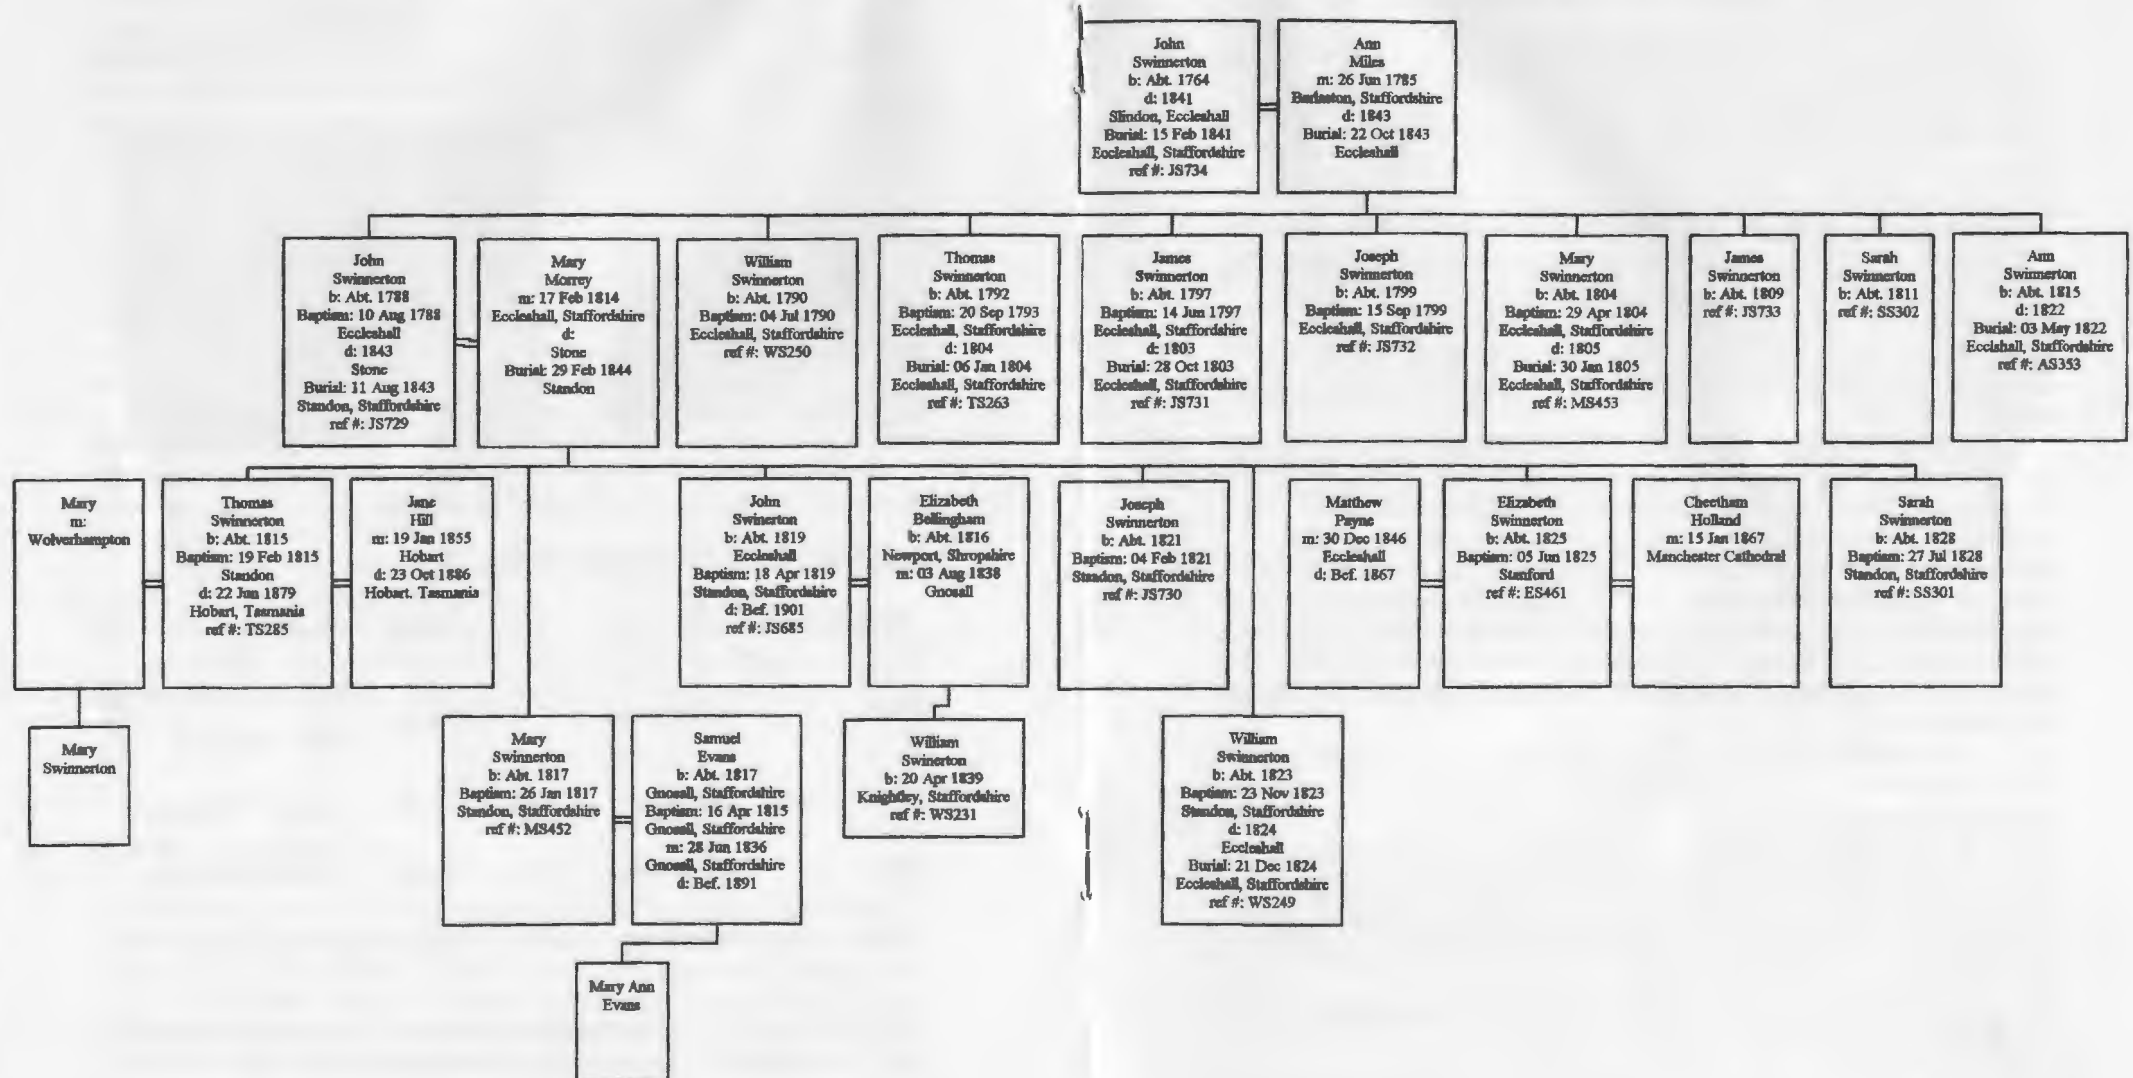 John
Swinnerton
b: Abt. 1764
d: 1841
Slindon, Eccleshall
Burial: 15 Feb 1841
Eccleshall, Staffordshire
ref #: JS734
Ann
Miles
m: 26 Jun 1785
Barlaston, Staffordshire
d: 1843
Burial: 22 Oct 1843
Eccleshall
John
Swinnerton
b: Abt. 1788
Baptism: 10 Aug 1788
Eccleshall
d: 1843
Stone
Burial: 11 Aug 1843
Standon, Staffordshire
ref #: JS729
Mary
Morrey
m: 17 Feb 1814
Eccleshall, Staffordshire
d:
Stone
Burial: 29 Feb 1844
Standon
William
Swinnerton
b: Abt. 1790
Baptism: 04 Jul 1790
Eccleshall, Staffordshire
ref #: WS250
Thomas
Swinnerton
b: Abt. 1792
Baptism: 20 Sep 1793
Eccleshall, Staffordshire
d: 1804
Burial: 06 Jan 1804
Eccleshall, Staffordshire
ref #: TS263
James
Swinnerton
b: Abt. 1797
Baptism: 14 Jun 1797
Eccleshall, Staffordshire
d: 1803
Burial: 28 Oct 1803
Eccleshall, Staffordshire
ref #: JS731
Joseph
Swinnerton
b: Abt. 1799
Baptism: 15 Sep 1799
Eccleshall, Staffordshire
ref #: JS732
Mary
Swinnerton
b: Abt. 1804
Baptism: 29 Apr 1804
Eccleshall, Staffordshire
d: 1805
Burial: 30 Jan 1805
Eccleshall, Staffordshire
ref #: MS453
James
Swinnerton
b: Abt. 1809
ref #: JS733
Sarah
Swinnerton
b: Abt. 1811
ref #: SS302
Ann
Swinnerton
b: Abt. 1815
d: 1822
Burial: 03 May 1822
Ecclshall, Staffordshire
ref #: AS353
Mary
m:
Wolverhampton
Thomas
Swinnerton
b: Abt. 1815
Baptism: 19 Feb 1815
Standon
d: 22 Jun 1879
Hobart, Tasmania
ref #: TS285
Jane
Hill
m: 19 Jan 1855
Hobart
d: 23 Oct 1886
Hobart. Tasmania
John
Swinerton
b: Abt. 1819
Eccleshall
Baptism: 18 Apr 1819
Standon, Staffordshire
d: Bef. 1901
ref #: JS685
Elizabeth
Bellingham
b: Abt. 1816
Newport, Shropshire
m: 03 Aug 1838
Gnosall
Joseph
Swinnerton
b: Abt. 1821
Baptism: 04 Feb 1821
Standon, Staffordshire
ref #: JS730
Matthew
Payne
m: 30 Dec 1846
Eccleshall
d: Bef. 1867
Elizabeth
Swinnerton
b: Abt. 1825
Baptism: 05 Jun 1825
Stanford
ref #: ES461
Cheetham
Holland
m: 15 Jan 1867
Manchester Cathedral
Sarah
Swinnerton
b: Abt. 1828
Baptism: 27 Jul 1828
Standon, Staffordshire
ref #: SS301
Mary
Swinnerton
Mary
Swinnerton
b: Abt. 1817
Baptism: 26 Jan 1817
Standon, Staffordshire
ref #: MS452
Samuel
Evans
b: Abt. 1817
Gnosall, Staffordshire
Baptism: 16 Apr 1815
Gnosall, Staffordshire
m: 28 Jun 1836
Gnosall, Staffordshire
d: Bef. 1891
William
Swinerton
b: 20 Apr 1839
Knightley, Staffordshire
ref #: WS231
William
Swinnerton
b: Abt. 1823
Baptism: 23 Nov 1823
Standon, Staffordshire
d: 1824
Eccleshall
Burial: 21 Dec 1824
Eccleshall, Staffordshire
ref #: WS249
Mary Ann
Evans